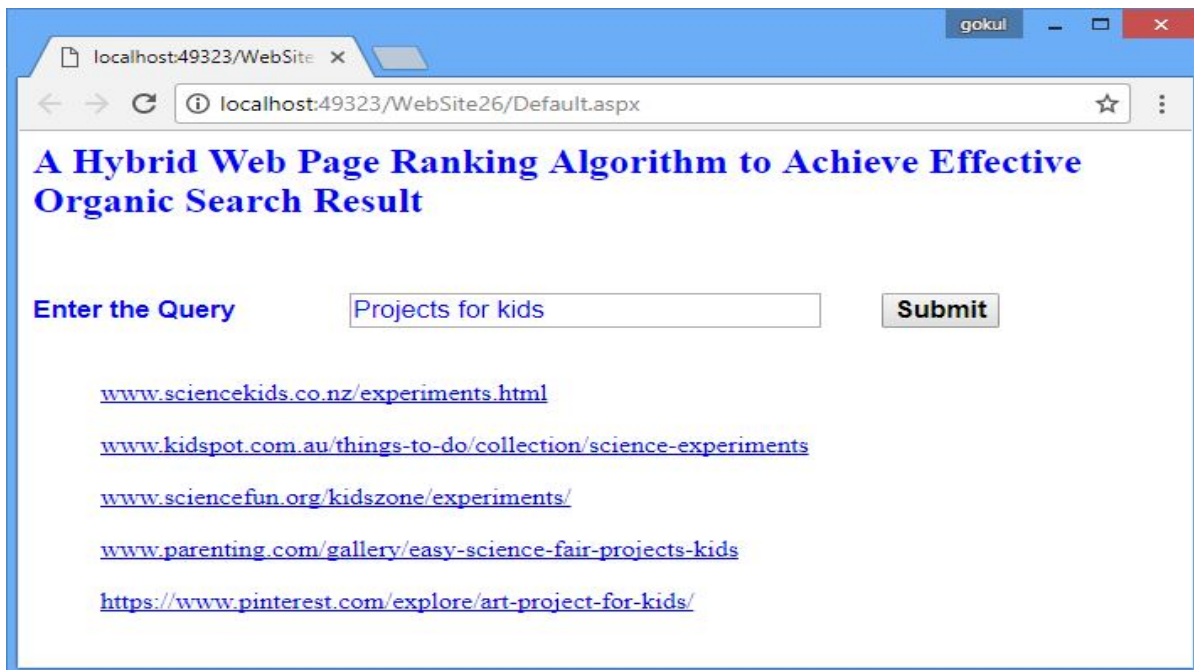 gokul
localhost:49323/WebSite
localhost:49323/WebSite26/Default.aspx
A Hybrid Web Page Ranking Algorithm to Achieve Effective
Organic Search Result
Enter the Query Projects for kids Submit
www.sciencekids.co.nz/experiments.html
www.kidspot.com.au/things-to-do/collection/science-experiments
www.sciencefun.org/kidszone/experiments/
www.parenting.com/gallery/easy-science-fair-projects-kids
https://www.pinterest.com/explore/art-project-for-kids/